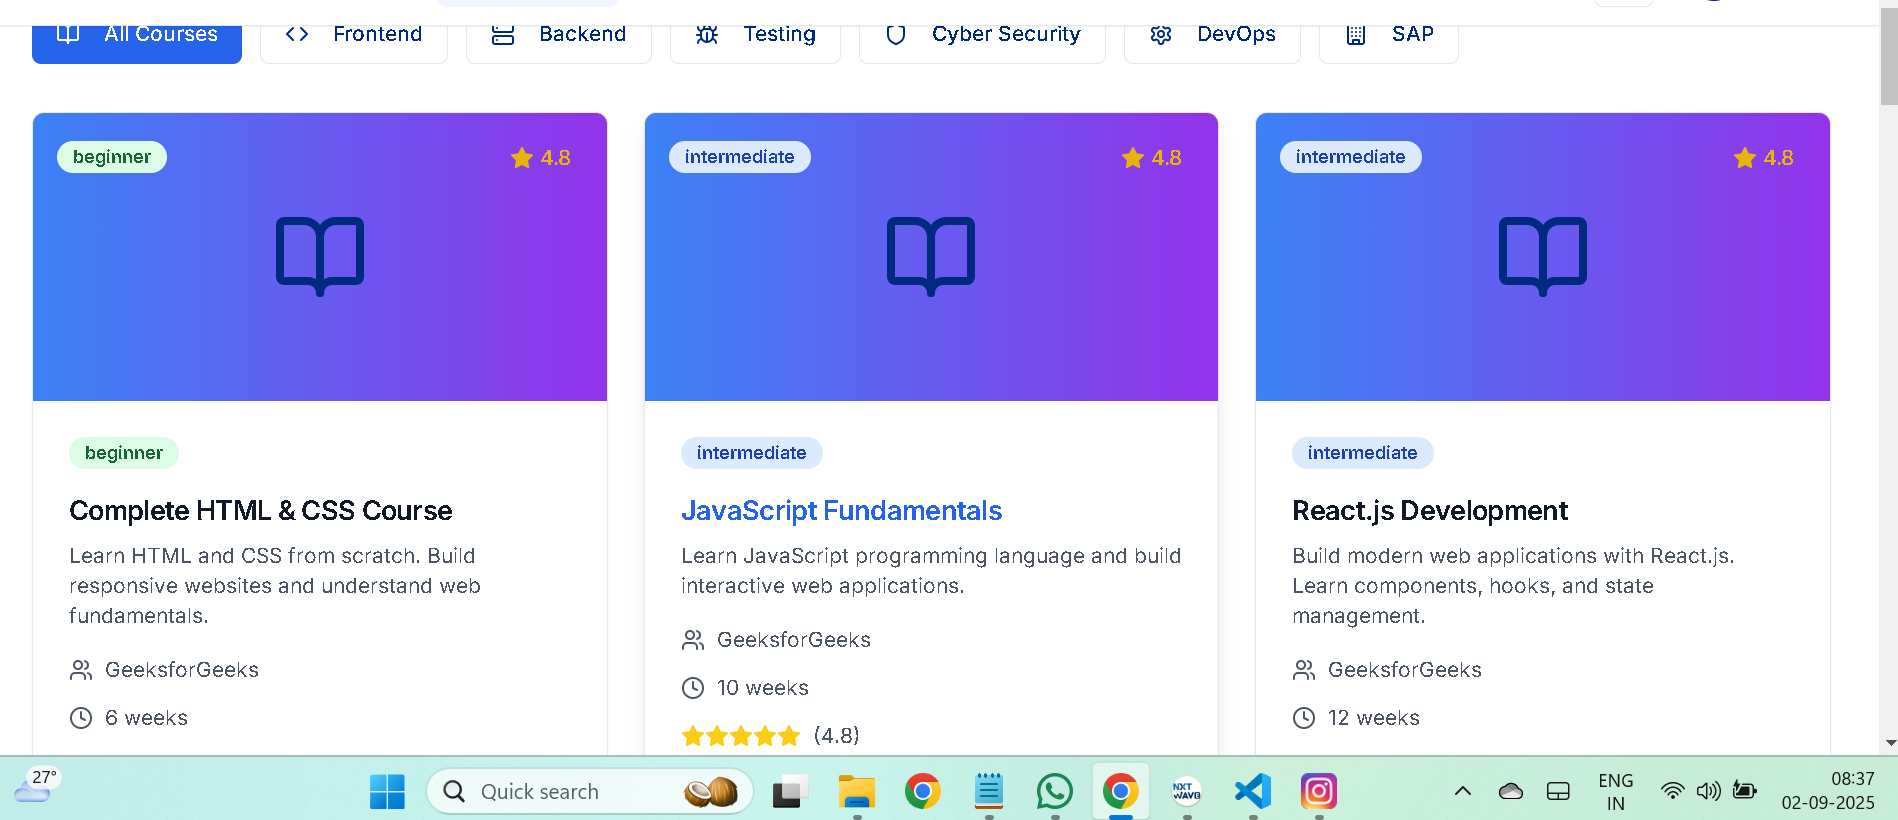 All Courses
Frontend
Backend
Testing
Cyber Security
DevOps
SAP
beginner
4.8
intermediate
4.8
intermediate
4.8
beginner
Complete HTML & CSS Course
Learn HTML and CSS from scratch. Build
responsive websites and understand web
fundamentals.
GeeksforGeeks
6 weeks
intermediate
JavaScript Fundamentals
Learn JavaScript programming language and build
interactive web applications.
GeeksforGeeks
10 weeks
(4.8)
intermediate
React.js Development
Build modern web applications with React.js.
Learn components, hooks, and state
management.
GeeksforGeeks
12 weeks
27°
Quick search
NXT
WAVE
ENG
IN
08:37
02-09-2025